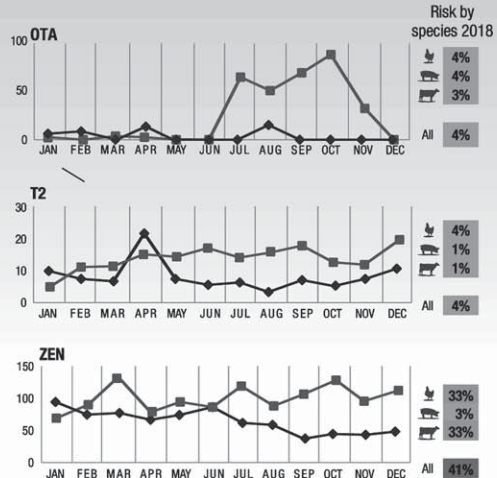 Risk by
species 2018
OTA
100
50
0
JAN FEB MAR APR MAY JUN JUL AUG SEP OCT NOV DEC
4%
4%
3%
All 4%
T2
30
20
10
0
JAN FEB MAR APR MAY JUN JUL AUG SEP OCT NOV DEC
4%
1%
1%
All 4%
ZEN
150
100
50
0
JAN FEB MAR APR MAY JUN JUL AUG SEP OCT NOV DEC
33%
3%
33%
All 41%